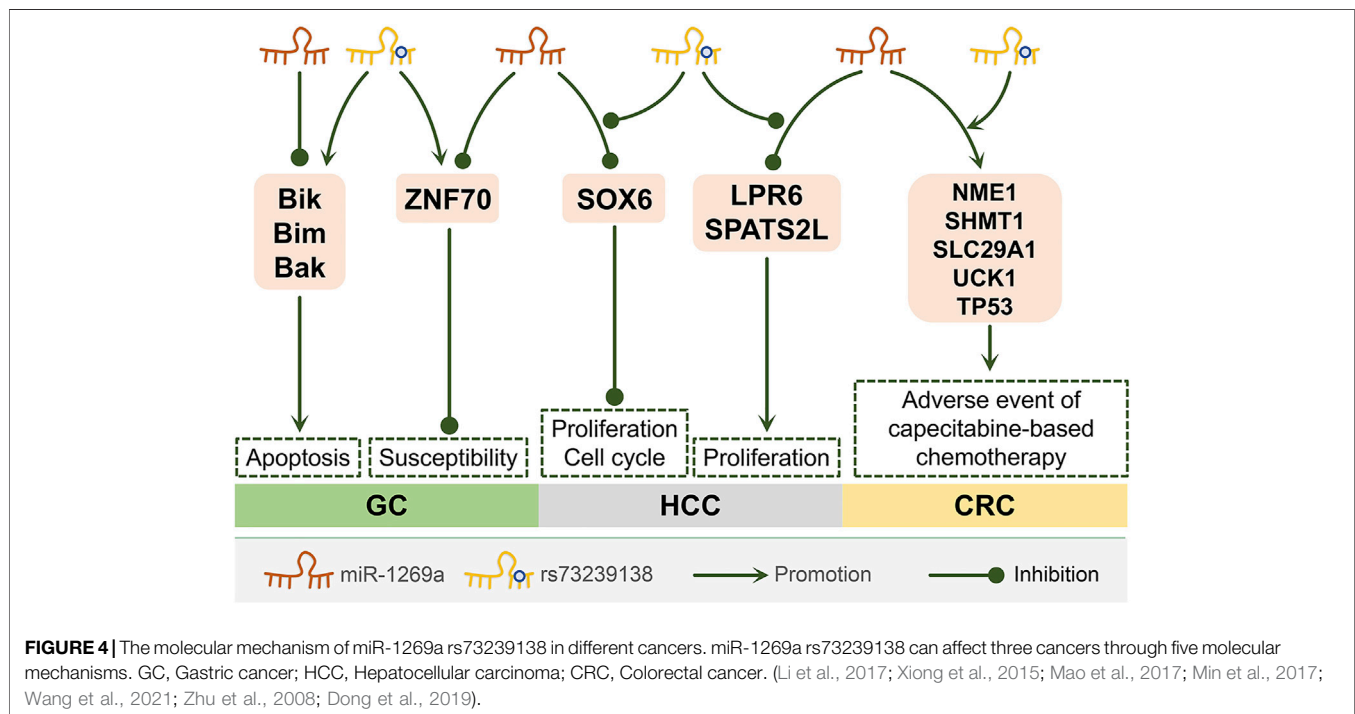 Bik
Bim
Bak
ZNF70
SOX6
LPR6
SPATS2L
NME1
SHMT1
SLC29A1
UCK1
TP53
Apoptosis
Susceptibility
Proliferation
Cell cycle
Proliferation
Adverse event of
capecitabine-based
chemotherapy
GC
HCC
CRC
miR-1269a
rs73239138
Promotion
Inhibition
FIGURE 4 | The molecular mechanism of miR-1269a rs73239138 in different cancers. miR-1269a rs73239138 can affect three cancers through five molecular
mechanisms. GC, Gastric cancer; HCC, Hepatocellular carcinoma; CRC, Colorectal cancer. (Li et al., 2017; Xiong et al., 2015; Mao et al., 2017; Min et al., 2017;
Wang et al., 2021; Zhu et al., 2008; Dong et al., 2019).